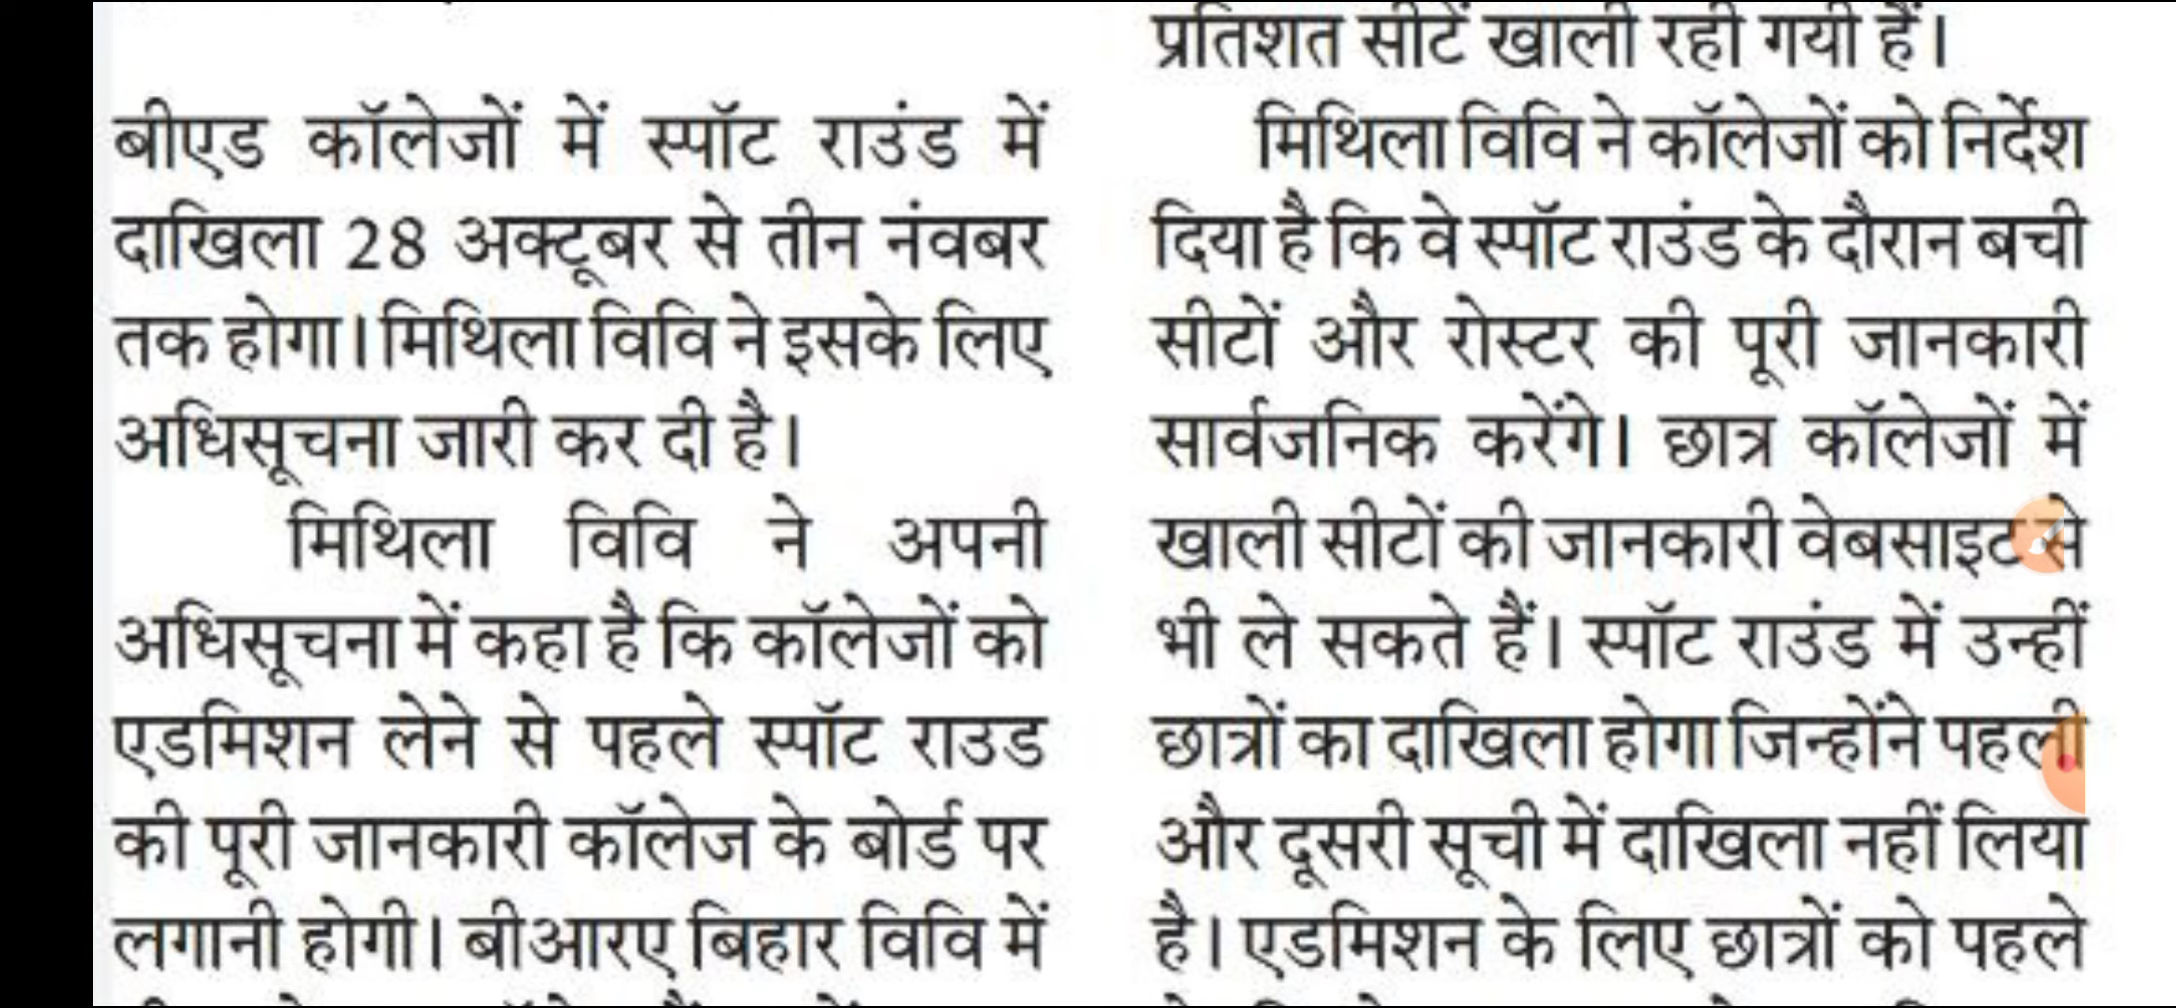 बीएड कॉलेजों में स्पॉट राउंड में
दाखिला 28 अक्टूबर से तीन नंवबर
तक होगा। मिथिला विवि ने इसके लिए
अधिसूचना जारी कर दी है।
मिथिला विवि ने अपनी
अधिसूचना में कहा है कि कॉलेजों को
एडमिशन लेने से पहले स्पॉट राउड
की पूरी जानकारी कॉलेज के बोर्ड पर
लगानी होगी। बीआरए बिहार विवि में
प्रतिशत सीटें खाली रही गयी हैं।
मिथिला विवि ने कॉलेजों को निर्देश
दिया है कि वे स्पॉट राउंड के दौरान बची
सीटों और रोस्टर की पूरी जानकारी
सार्वजनिक करेंगे। छात्र कॉलेजों में
खाली सीटों की जानकारी वेबसाइट से
भी ले सकते हैं। स्पॉट राउंड में उन्हीं
छात्रों का दाखिला होगा जिन्होंने पहली
और दूसरी सूची में दाखिला नहीं लिया
है। एडमिशन के लिए छात्रों को पहले